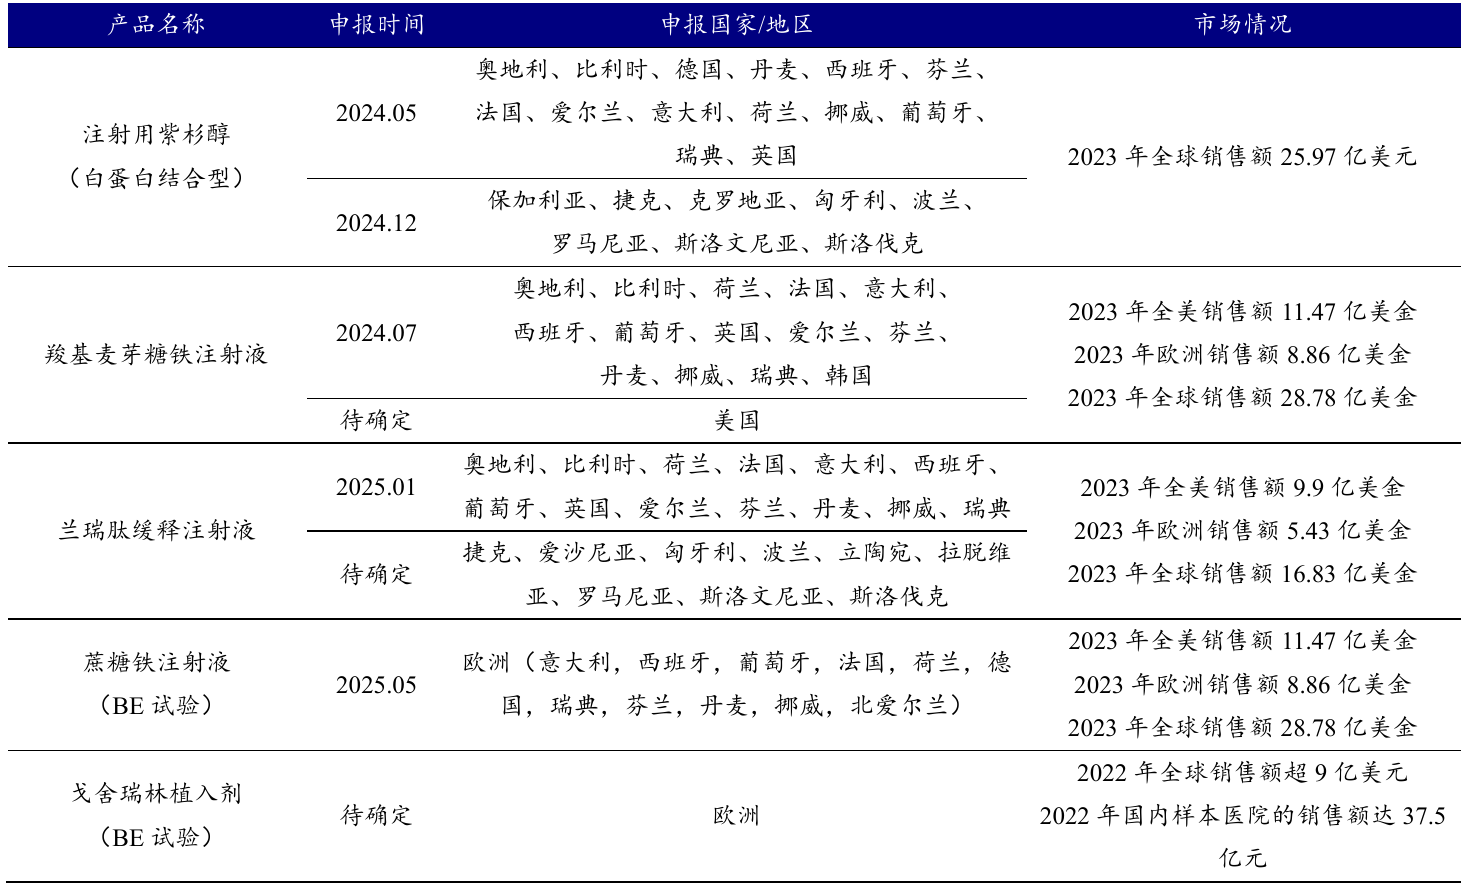 产品名称 申报时间 申报国家/地区 市场情况
注射用紫杉醇
（白蛋白结合型）
2024.05
奥地利、比利时、德国、丹麦、西班牙、芬兰、
法国、爱尔兰、意大利、荷兰、挪威、葡萄牙、
瑞典、英国
2023 年全球销售额 25.97 亿美元
2024.12
保加利亚、捷克、克罗地亚、匈牙利、波兰、
罗马尼亚、斯洛文尼亚、斯洛伐克
羧基麦芽糖铁注射液
2024.07
奥地利、比利时、荷兰、法国、意大利、
西班牙、葡萄牙、英国、爱尔兰、芬兰、
丹麦、挪威、瑞典、韩国
2023 年全美销售额 11.47 亿美金
2023 年欧洲销售额 8.86 亿美金
2023 年全球销售额 28.78 亿美金
待确定
美国
兰瑞肽缓释注射液
2025.01
奥地利、比利时、荷兰、法国、意大利、西班牙、
葡萄牙、英国、爱尔兰、芬兰、丹麦、挪威、瑞典
2023 年全美销售额 9.9 亿美金
2023 年欧洲销售额 5.43 亿美金
2023 年全球销售额 16.83 亿美金
待确定
捷克、爱沙尼亚、匈牙利、波兰、立陶宛、拉脱维
亚、罗马尼亚、斯洛文尼亚、斯洛伐克
蔗糖铁注射液
（BE 试验）
2025.05
欧洲（意大利，西班牙，葡萄牙，法国，荷兰，德
国，瑞典，芬兰，丹麦，挪威，北爱尔兰）
2023 年全美销售额 11.47 亿美金
2023 年欧洲销售额 8.86 亿美金
2023 年全球销售额 28.78 亿美金
戈舍瑞林植入剂
（BE 试验）
待确定
欧洲
2022 年全球销售额超 9 亿美元
2022 年国内样本医院的销售额达 37.5
亿元